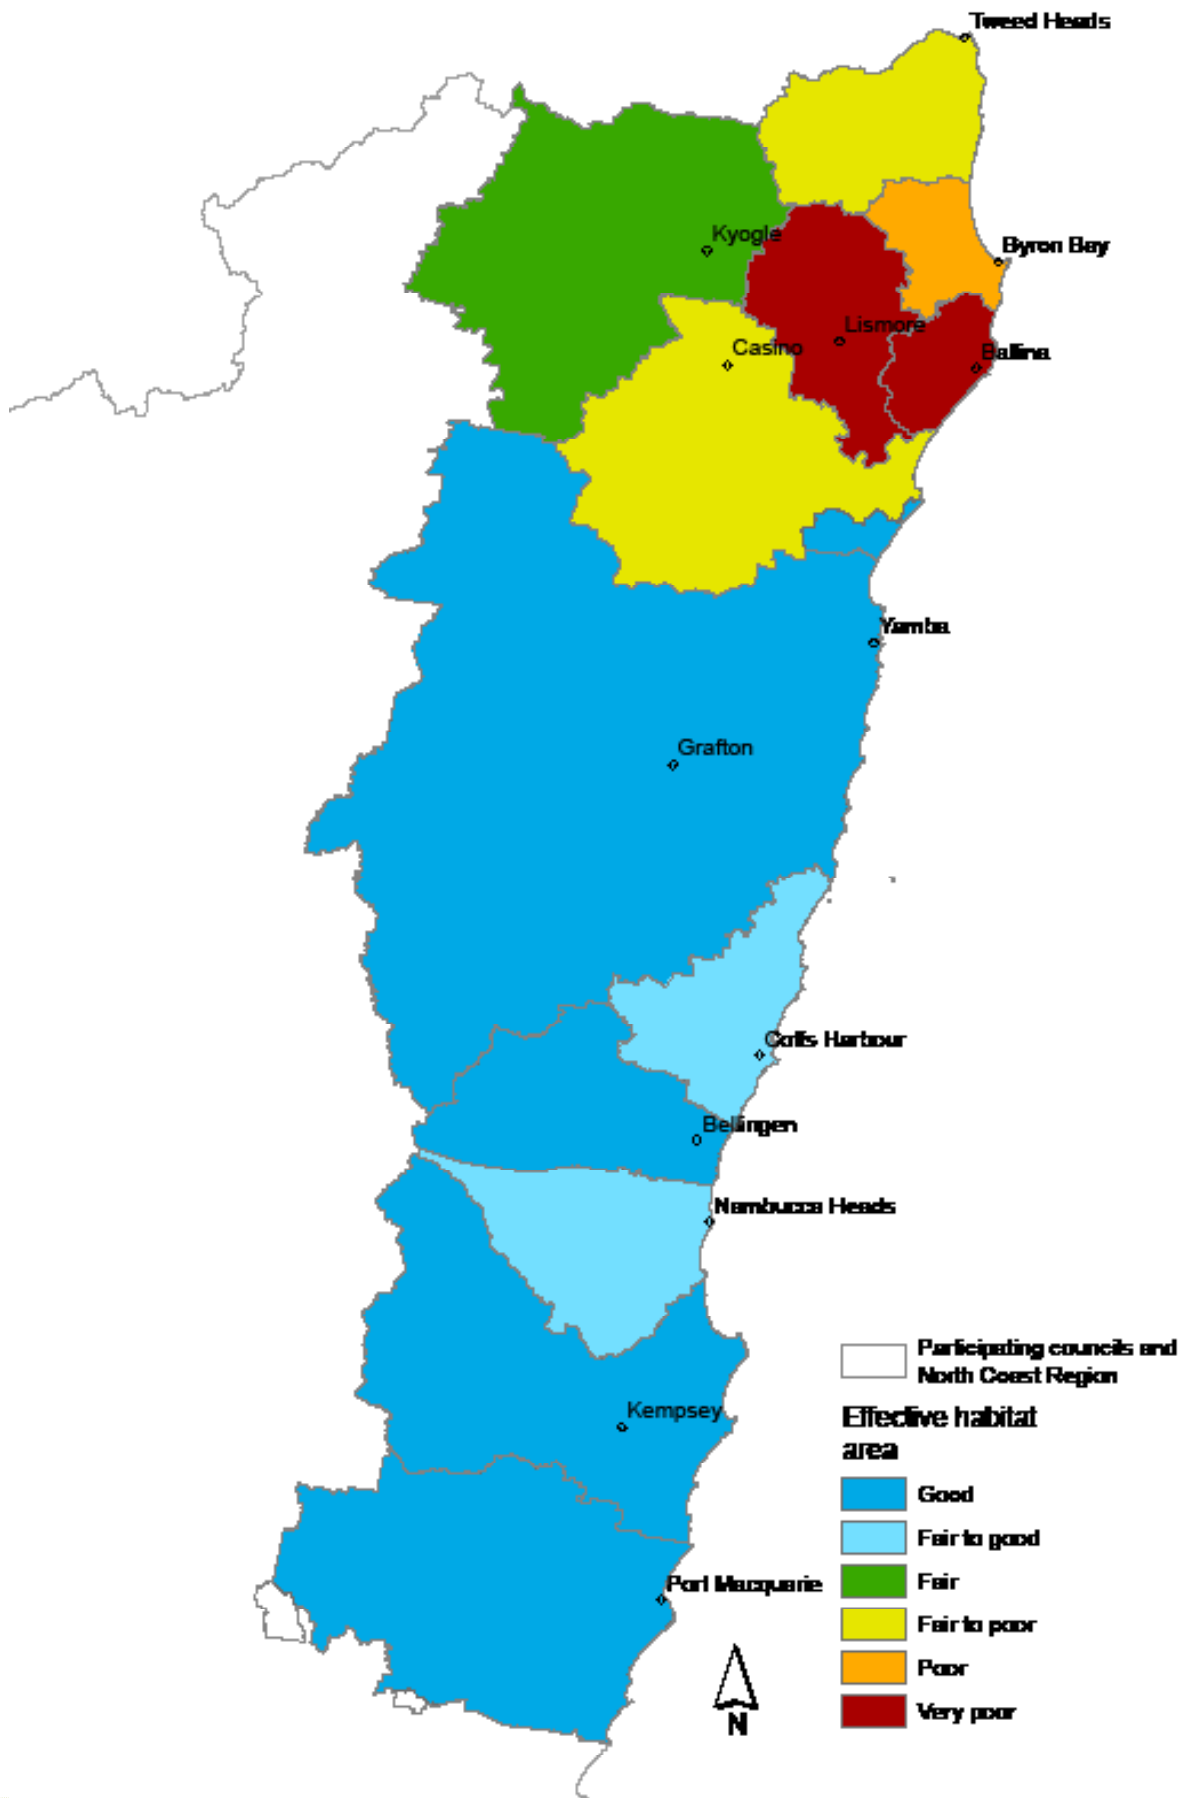 Tweed Heads
Kyogle
Byron Bay
Lismore
Casino
Ballina
Yamba
Grafton
Coffs Harbour
Bellingen
Nambucca Heads
Participating councils and
North Coast Region
Kempsey
Effective habitat
area
Good
Fair to good
Fair
Port Macquarie
Fair to poor
Poor
Very poor
N